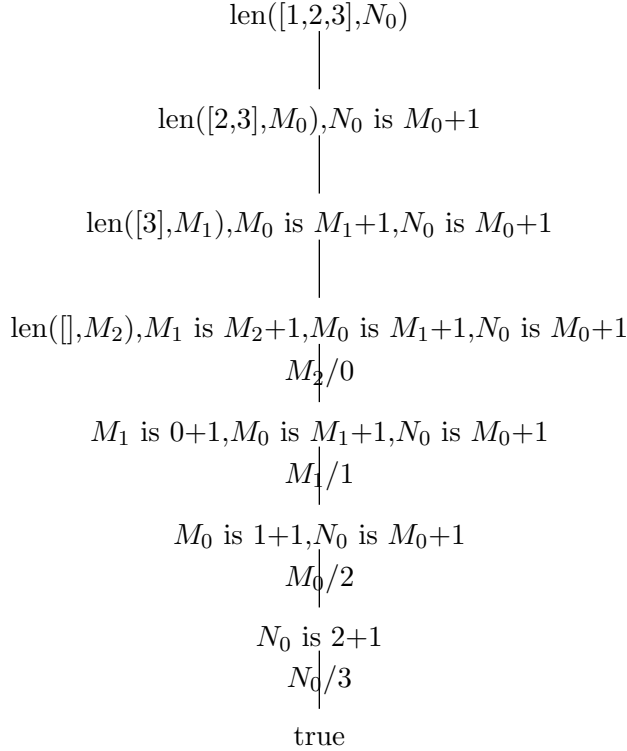 len([1,2,3],N₀)
len([2,3],M₀),N₀ is M₀+1
len([3],M₁),M₀ is M₁+1,N₀ is M₀+1
len([],M₂),M₁ is M₂+1,M₀ is M₁+1,N₀ is M₀+1
M₂/0
M₁ is 0+1,M₀ is M₁+1,N₀ is M₀+1
M₁/1
M₀ is 1+1,N₀ is M₀+1
M₀/2
N₀ is 2+1
N₀/3
true